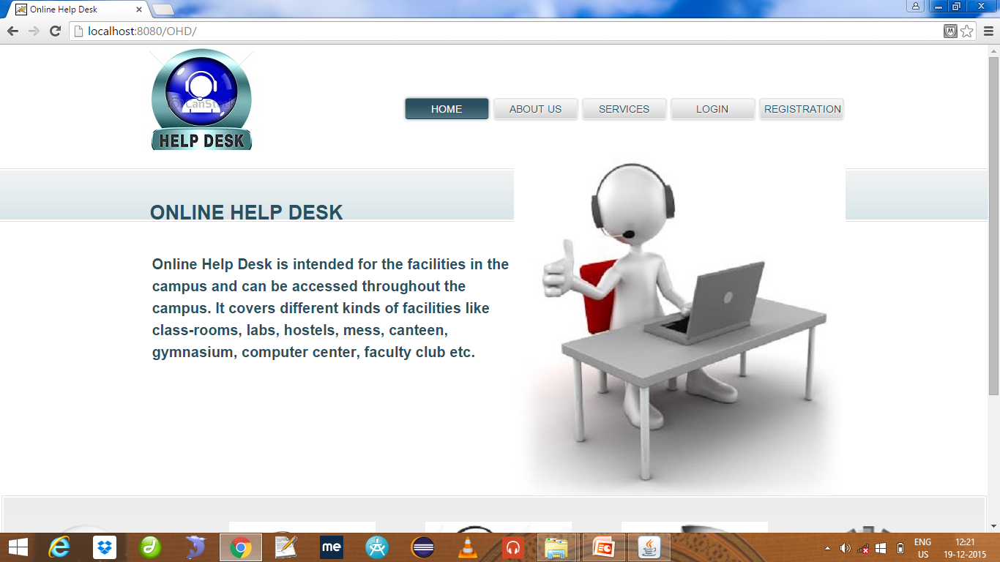 Online Help Desk
localhost:8080/OHD/
CanStock
HELP DESK
HOME
ABOUT US
SERVICES
LOGIN
REGISTRATION
ONLINE HELP DESK
Online Help Desk is intended for the facilities in the
campus and can be accessed throughout the
campus. It covers different kinds of facilities like
class-rooms, labs, hostels, mess, canteen,
gymnasium, computer center, faculty club etc.
me
ENG
US
12:21
19-12-2015